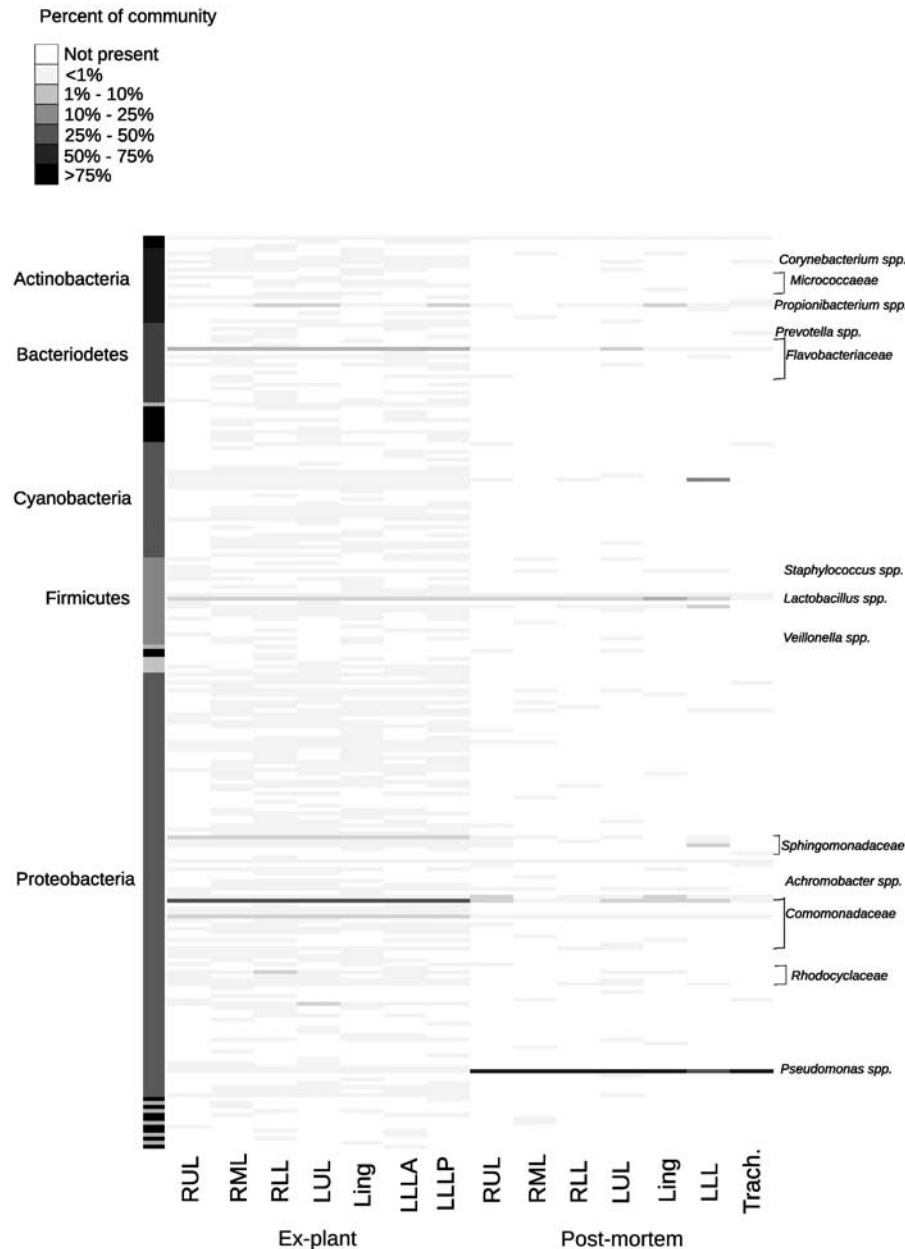 Percent of community
Not present
<1%
1% - 10%
10% - 25%
25% - 50%
50% - 75%
>75%
Actinobacteria
Bacteriodetes
Cyanobacteria
Firmicutes
Proteobacteria
Corynebacterium spp.
Micrococcaeae
Propionibacterium spp.
Prevotella spp.
Flavobacteriaceae
Staphylococcus spp.
Lactobacillus spp.
Veillonella spp.
Sphingomonadaceae
Achromobacter spp.
Comomonadaceae
Rhodocyclaceae
Pseudomonas spp.
RUL RML RLL LUL Ling LLLA LLLP RUL RML RLL LUL Ling LLL Trach.
Ex-plant Post-mortem